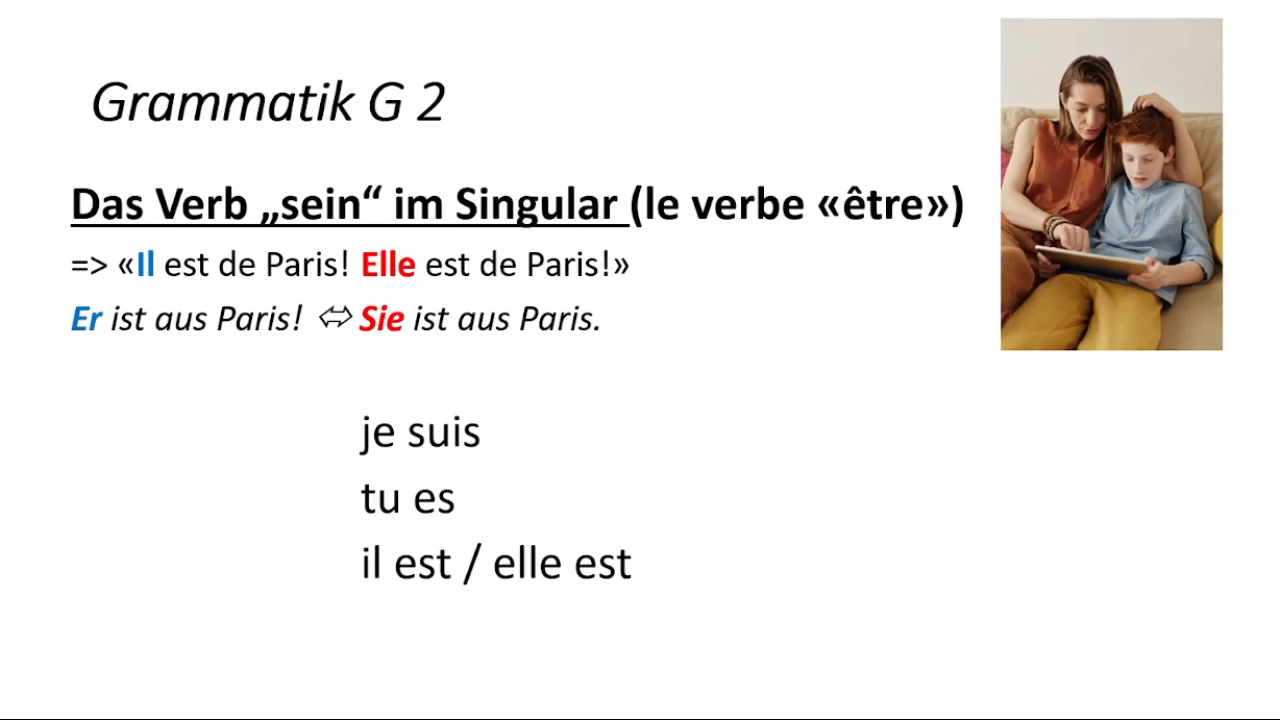 Grammatik G 2
Das Verb „sein“ im Singular (le verbe «être»)
=> «Il est de Paris! Elle est de Paris!»
Er ist aus Paris! ⬄ Sie ist aus Paris.
je suis
tu es
il est / elle est